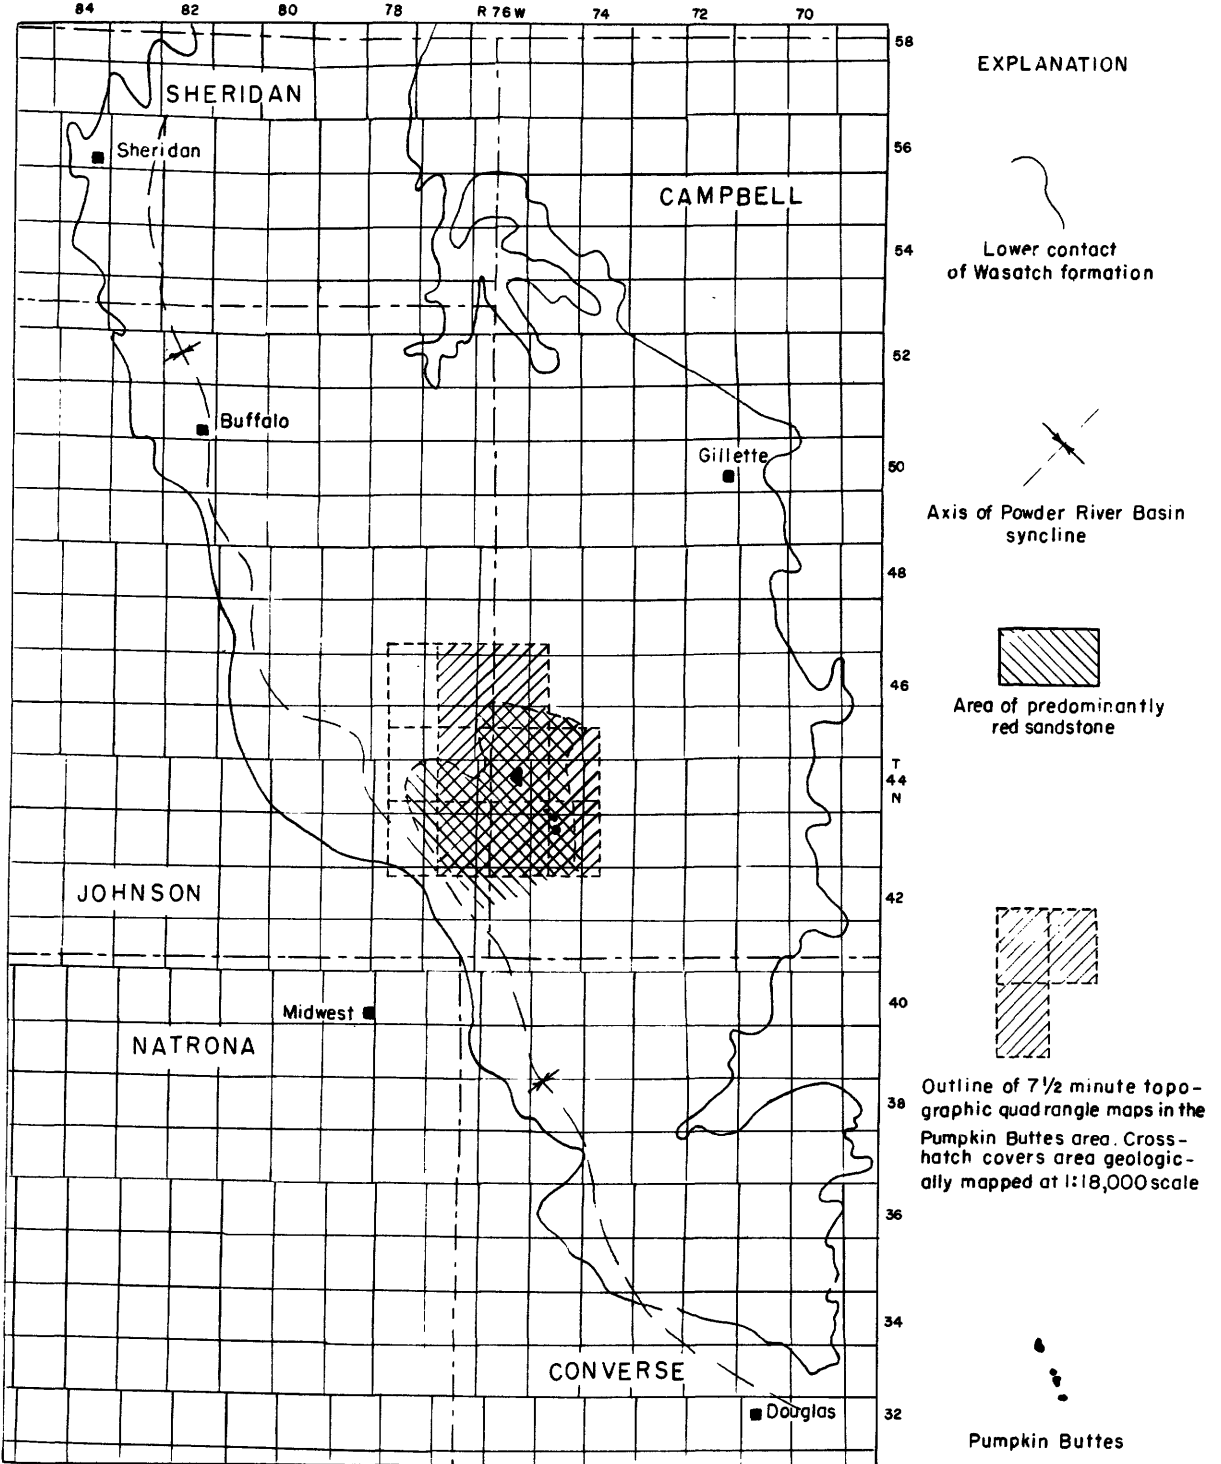 84 82 80 78 R 76 W 74 72 70
58
SHERIDAN
Sheridan
56
CAMPBELL
54
52
Buffalo
Gillette
50
48
46
T
44
N
JOHNSON
42
Midwest
40
NATRONA
38
36
34
CONVERSE
32
Douglas
EXPLANATION
Lower contact
of Wasatch formation
Axis of Powder River Basin
syncline
Area of predominantly
red sandstone
Outline of 7 1/2 minute topo-
graphic quadrangle maps in the
Pumpkin Buttes area. Cross-
hatch covers area geologic-
ally mapped at 1:18,000 scale
Pumpkin Buttes